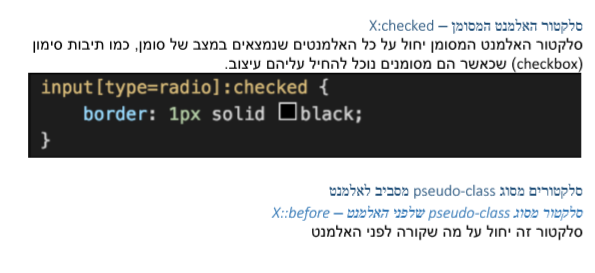 סלקטור האלמנט המסומן – X:checked
סלקטור האלמנט המסומן יחול על כל האלמנטים שנמצאים במצב של סומן, כמו תיבות סימון
(checkbox) שכאשר הם מסומנים נוכל להחיל עליהם עיצוב.
input[type=radio]:checked {
    border: 1px solid black;
}
סלקטורים מסוג pseudo-class מסביב לאלמנט
סלקטור מסוג pseudo-class שלפני האלמנט – X::before
סלקטור זה יחול על מה שקורה לפני האלמנט